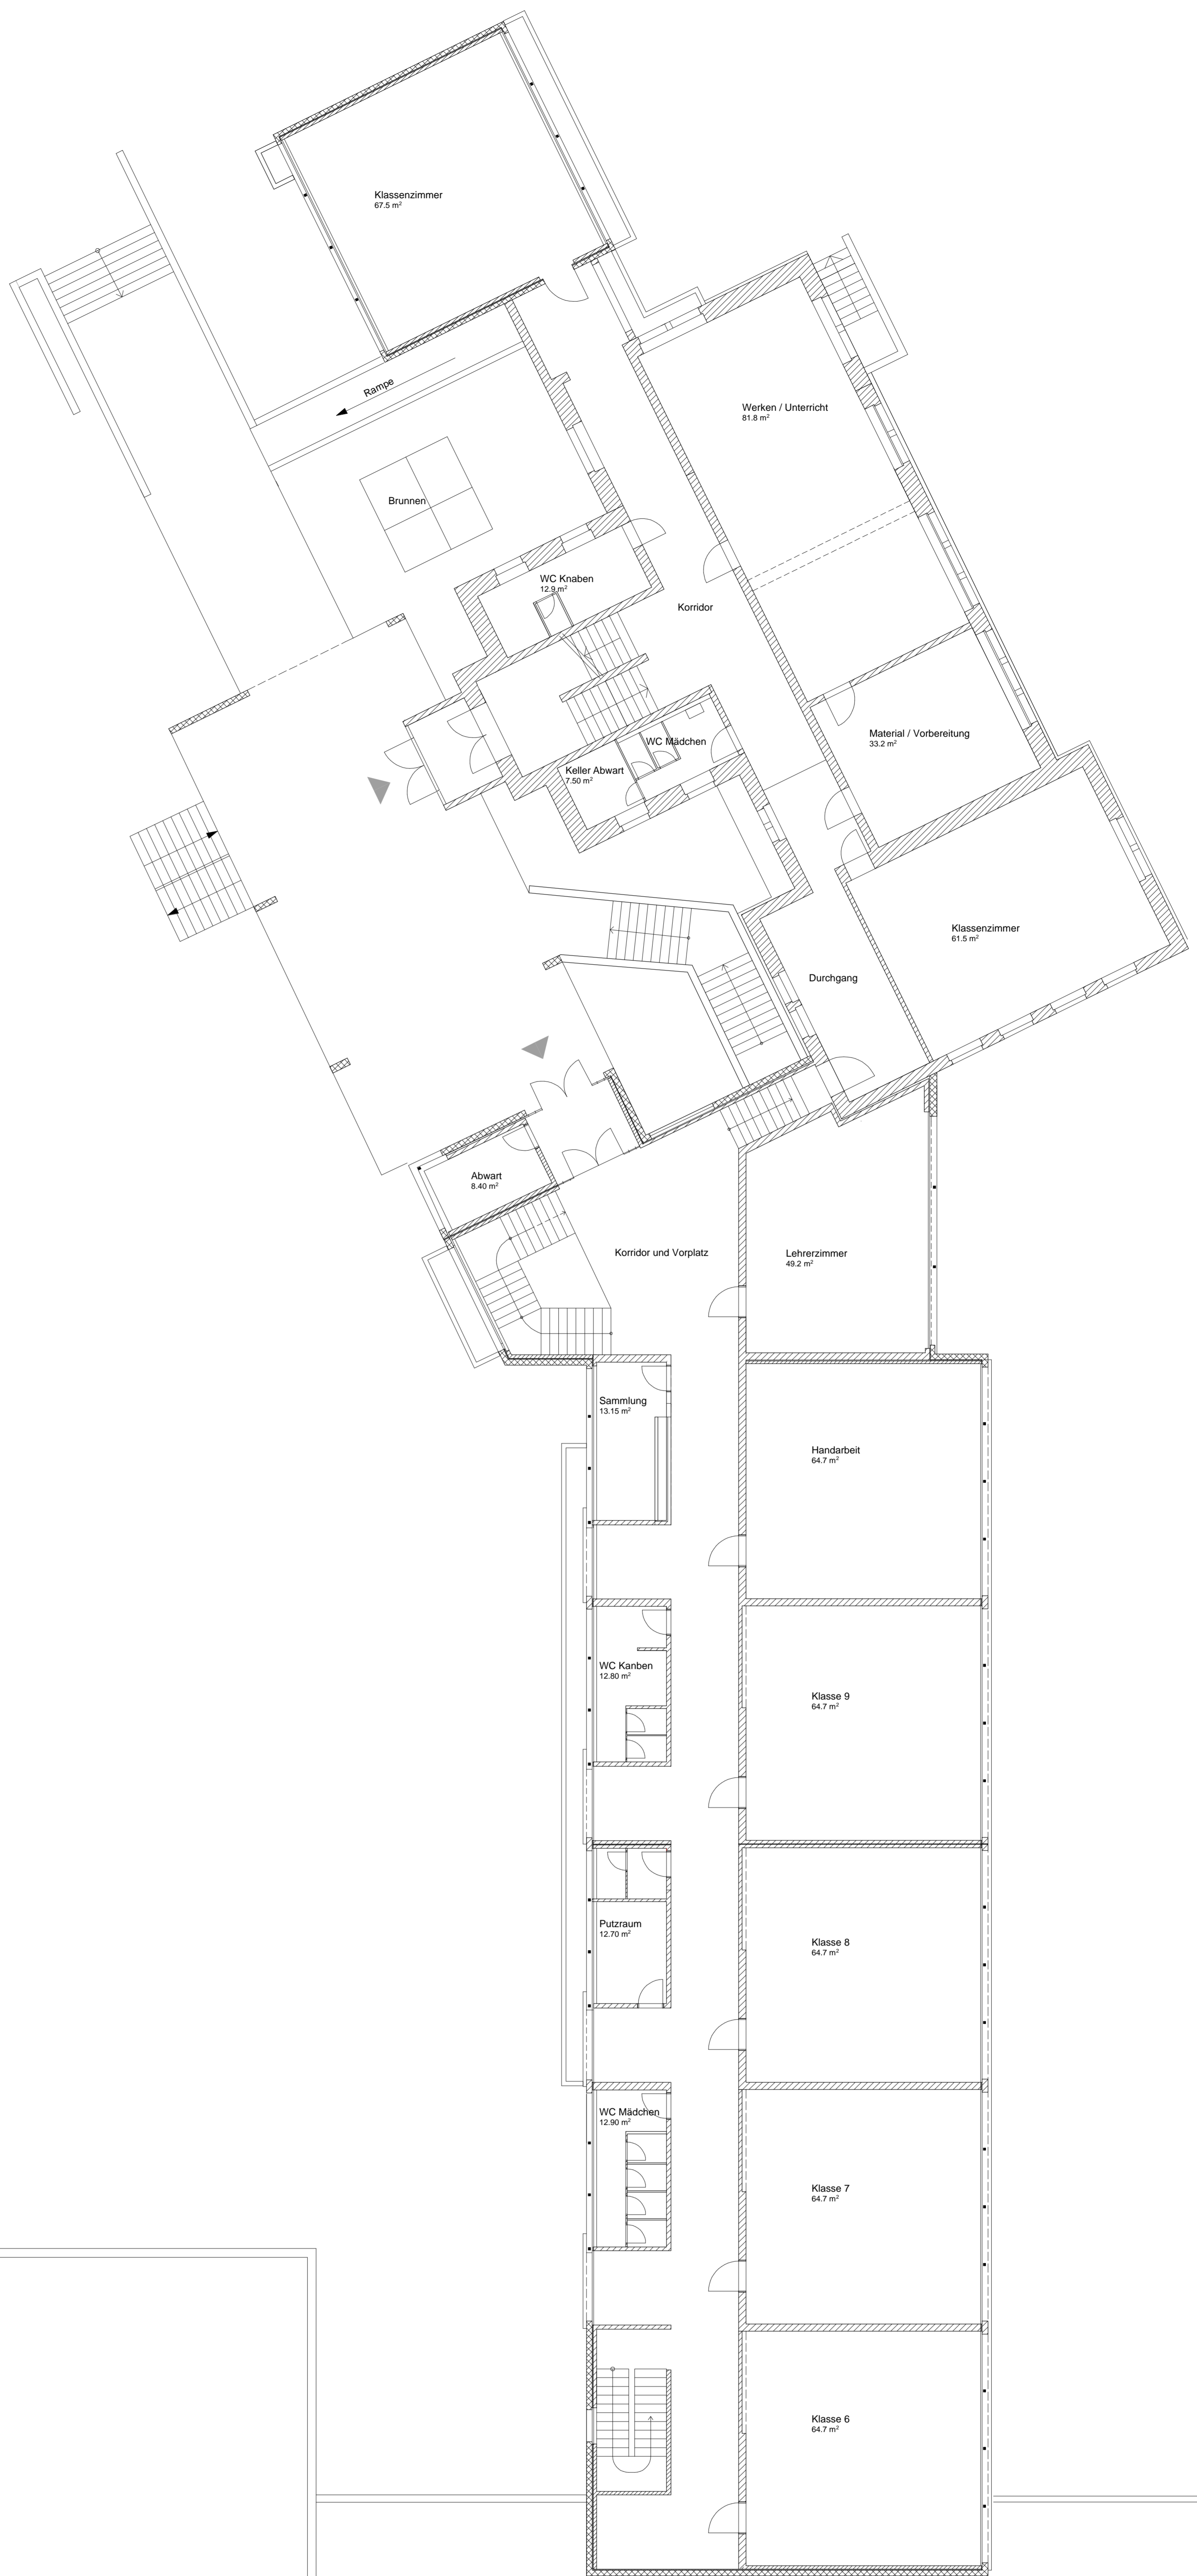 Klassenzimmer
67.5 m²
Rampe
Werken / Unterricht
81.8 m²
Brunnen
WC Knaben
12.9 m²
Korridor
Material / Vorbereitung
33.2 m²
WC Mädchen
Keller Abwart
7.50 m²
Klassenzimmer
61.5 m²
Durchgang
Abwart
8.40 m²
Korridor und Vorplatz
Lehrerzimmer
49.2 m²
Sammlung
13.15 m²
Handarbeit
64.7 m²
WC Kanben
12.80 m²
Klasse 9
64.7 m²
Putzraum
12.70 m²
Klasse 8
64.7 m²
WC Mädchen
12.90 m²
Klasse 7
64.7 m²
Klasse 6
64.7 m²